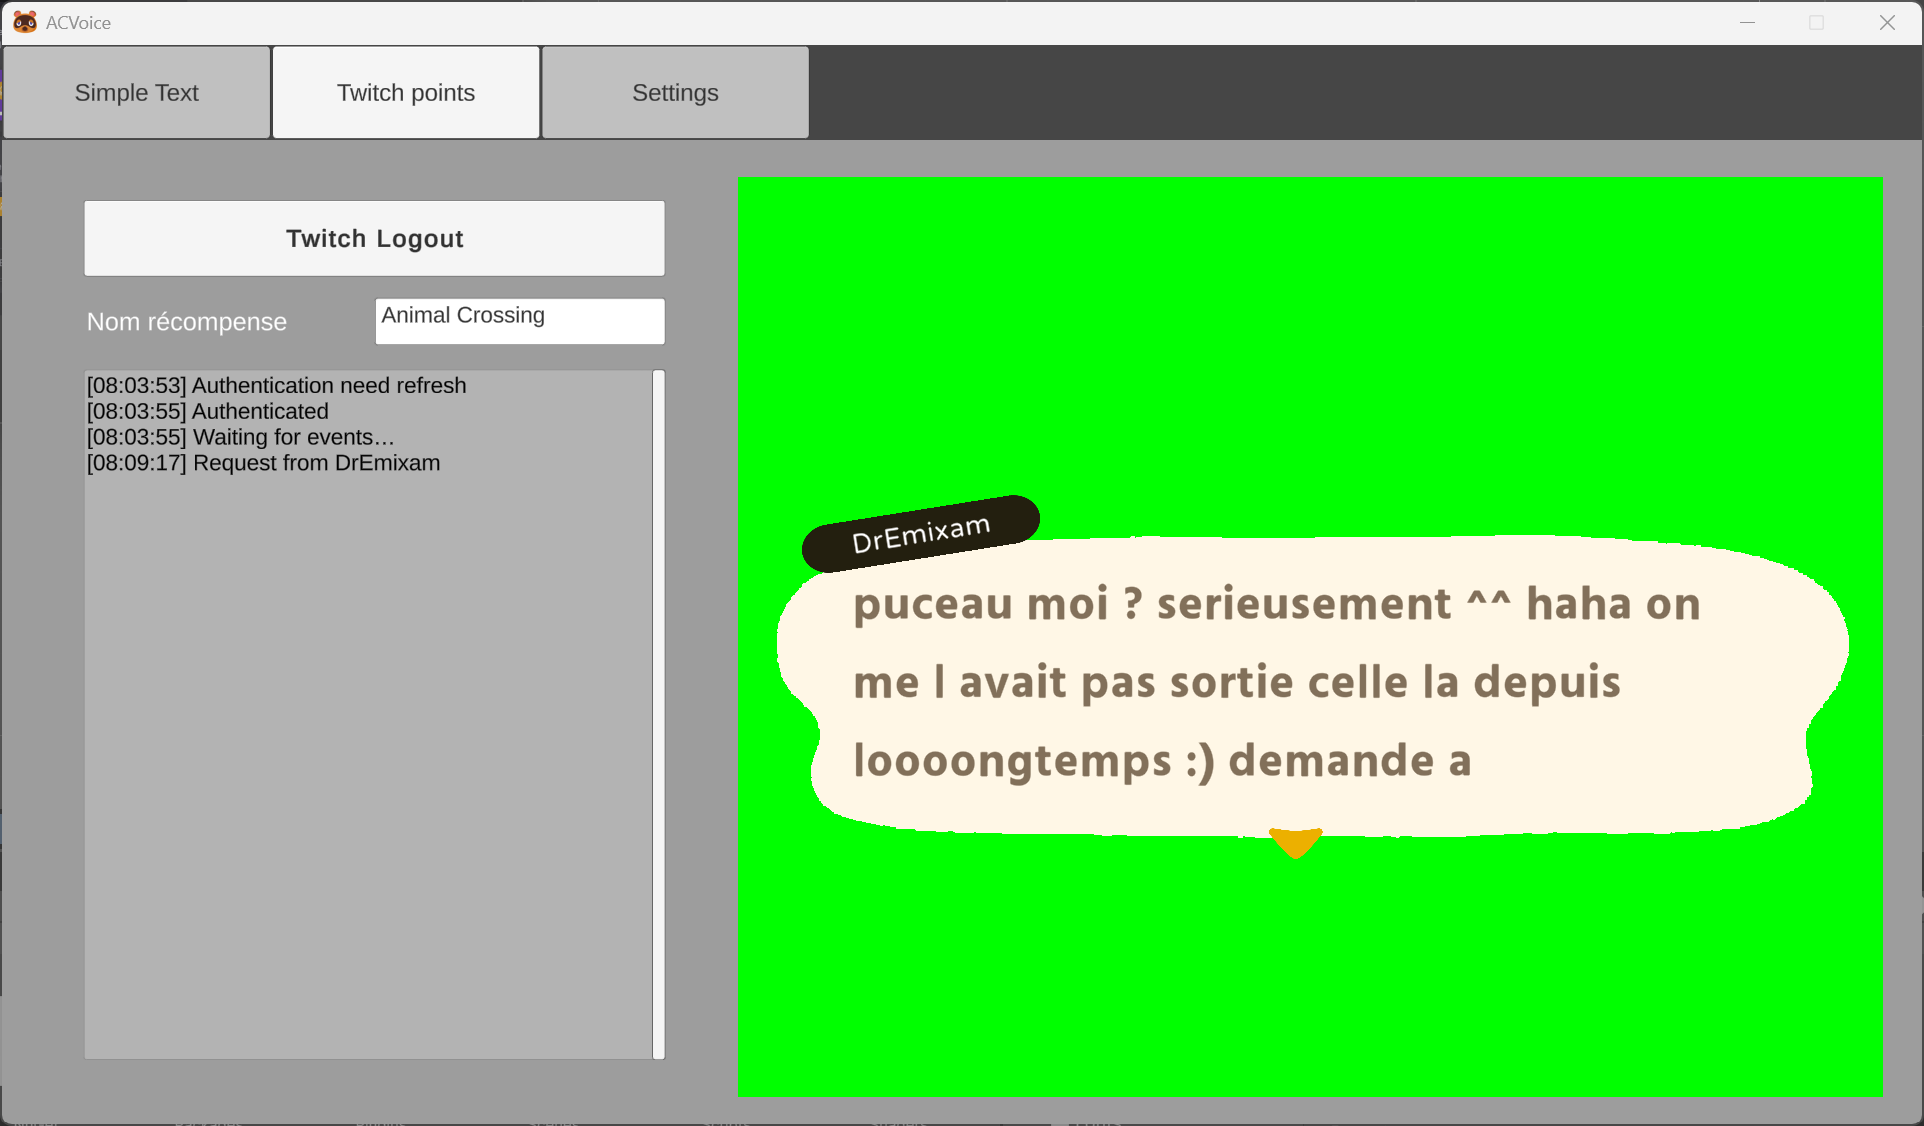 ACVoice
Simple Text
Twitch points
Settings
Twitch Logout
Nom récompense
Animal Crossing
[08:03:53] Authentication need refresh
[08:03:55] Authenticated
[08:03:55] Waiting for events…
[08:09:17] Request from DrEmixam
DrEmixam
puceau moi ? serieusement ^^ haha on
me l avait pas sortie celle la depuis
loooongtemps :) demande a